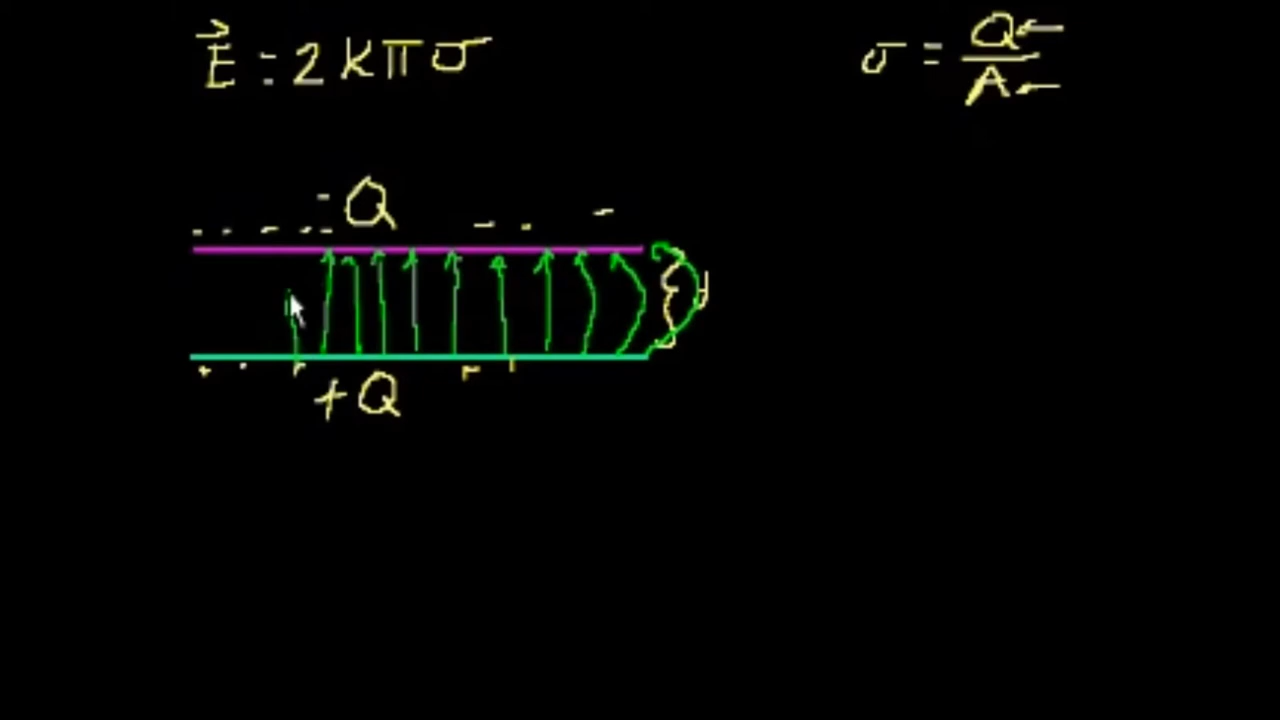 E⃗ = 2Kπσ
σ = Q/A
-Q
d
+Q